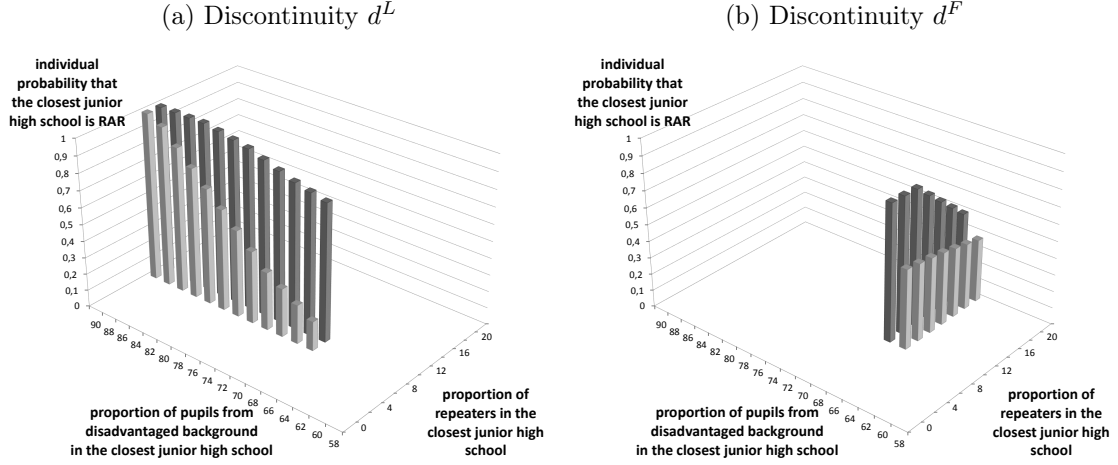 (a) Discontinuity d^L
individual
probability that
the closest junior
high school is RAR
1
0,9
0,8
0,7
0,6
0,5
0,4
0,3
0,2
0,1
0
90
88
86
84
82
80
78
76
74
72
70
68
66
64
62
60
58
0
4
8
12
16
20
proportion of pupils from
disadvantaged background
in the closest junior high school
proportion of
repeaters in the
closest junior high
school
(b) Discontinuity d^F
individual
probability that
the closest junior
high school is RAR
1
0,9
0,8
0,7
0,6
0,5
0,4
0,3
0,2
0,1
0
90
88
86
84
82
80
78
76
74
72
70
68
66
64
62
60
58
0
4
8
12
16
20
proportion of pupils from
disadvantaged background
in the closest junior high school
proportion of
repeaters in the
closest junior high
school